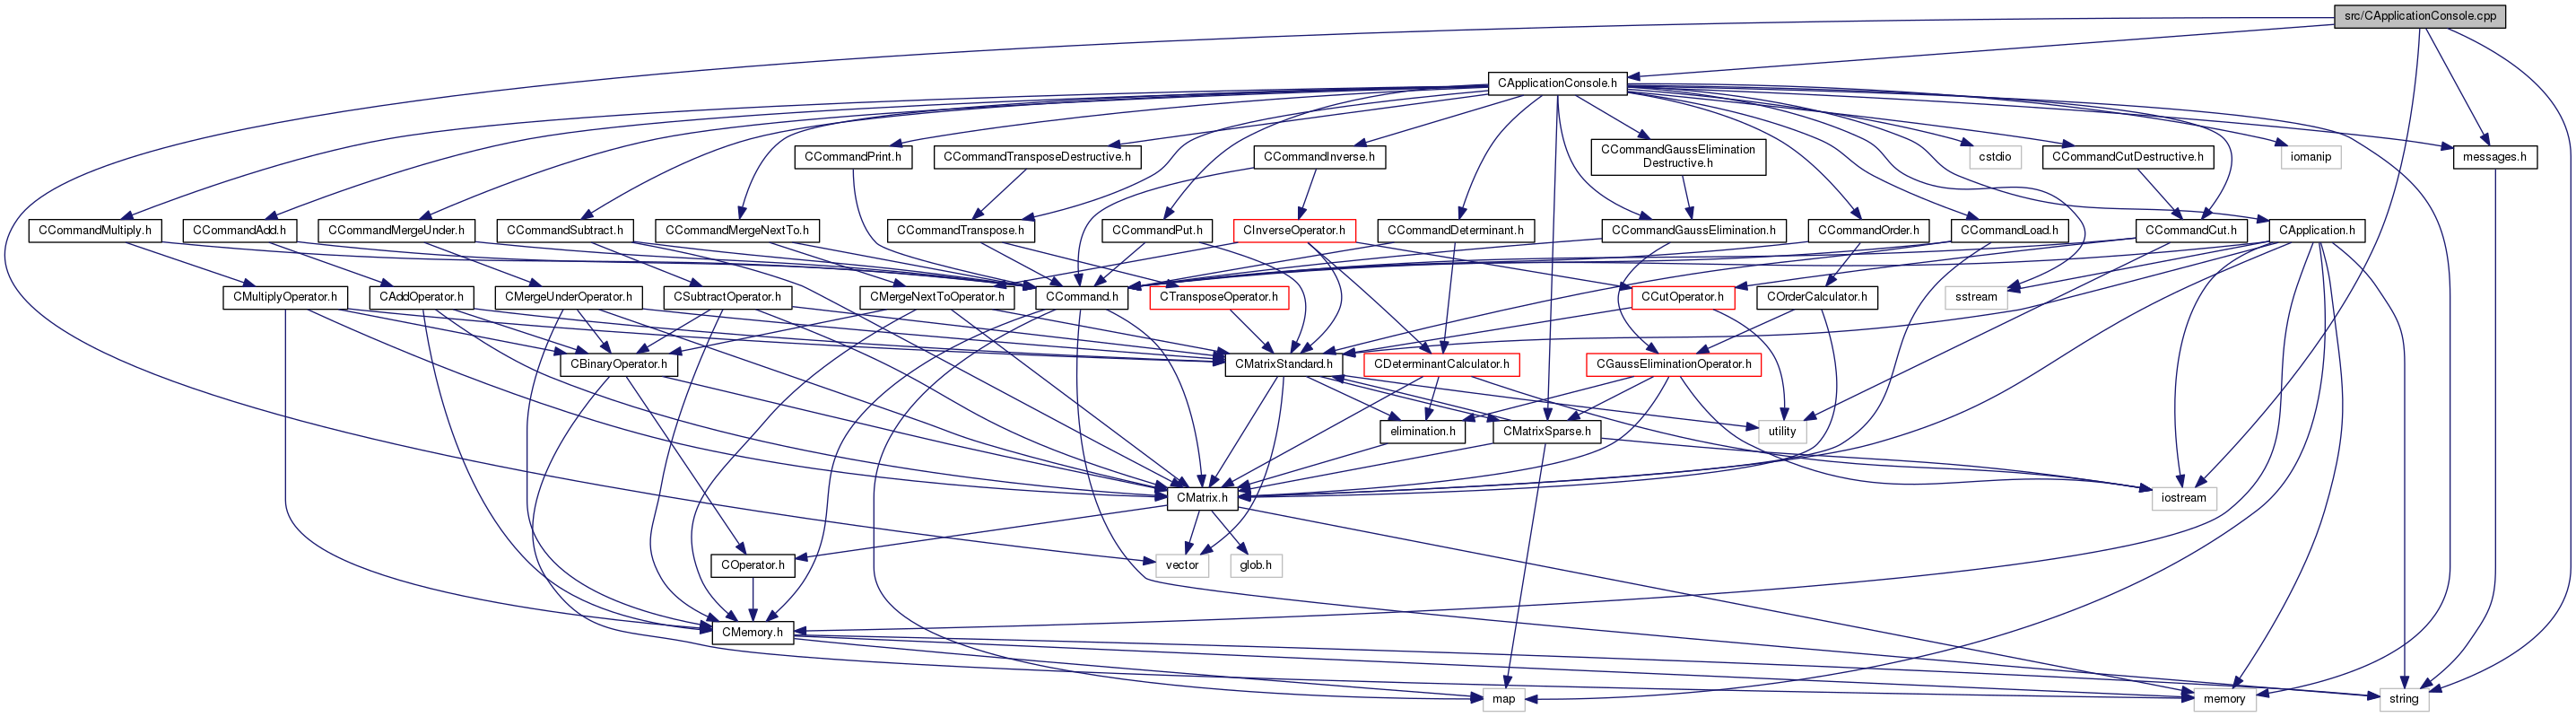 src/CApplicationConsole.cpp
CApplicationConsole.h
CCommandPrint.h
CCommandTransposeDestructive.h
CCommandInverse.h
CCommandGaussElimination
Destructive.h
cstdio
CCommandCutDestructive.h
iomanip
messages.h
CCommandMultiply.h
CCommandAdd.h
CCommandMergeUnder.h
CCommandSubtract.h
CCommandMergeNextTo.h
CCommandTranspose.h
CCommandPut.h
CInverseOperator.h
CCommandDeterminant.h
CCommandGaussElimination.h
CCommandOrder.h
CCommandLoad.h
CCommandCut.h
CApplication.h
CMultiplyOperator.h
CAddOperator.h
CMergeUnderOperator.h
CSubtractOperator.h
CMergeNextToOperator.h
CCommand.h
CTransposeOperator.h
CCutOperator.h
COrderCalculator.h
sstream
CBinaryOperator.h
CMatrixStandard.h
CDeterminantCalculator.h
CGaussEliminationOperator.h
elimination.h
CMatrixSparse.h
utility
CMatrix.h
iostream
COperator.h
vector
glob.h
CMemory.h
map
memory
string